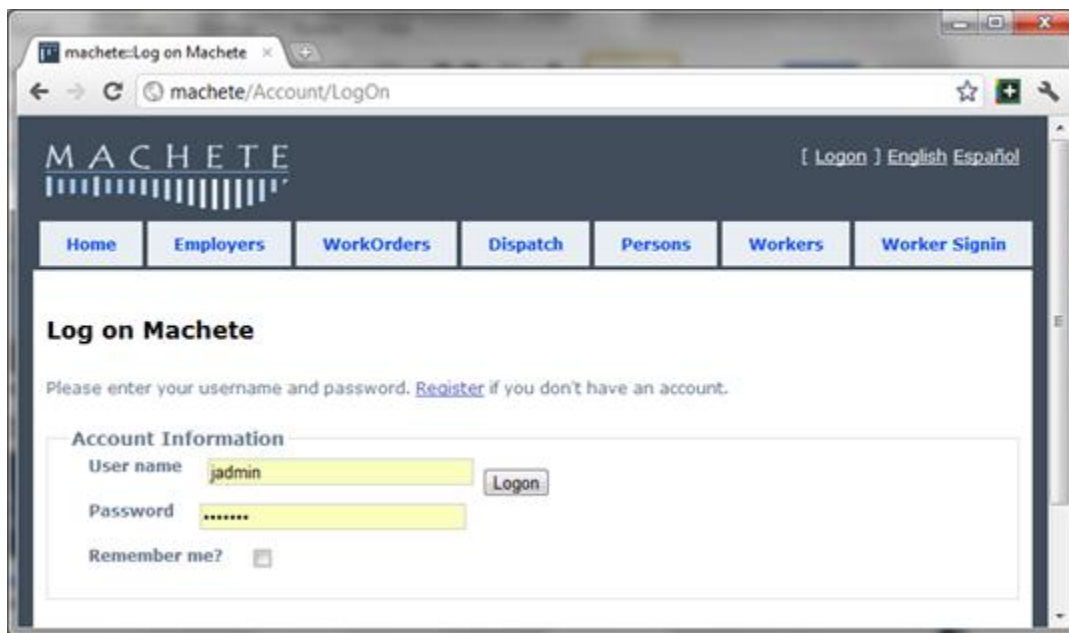 machete::Log on Machete
machete/Account/LogOn
MACHETE
[ Logon ] English Español
Home Employers WorkOrders Dispatch Persons Workers Worker Signin
Log on Machete
Please enter your username and password. Register if you don't have an account.
Account Information
User name jadmin
Logon
Password •••••••
Remember me?